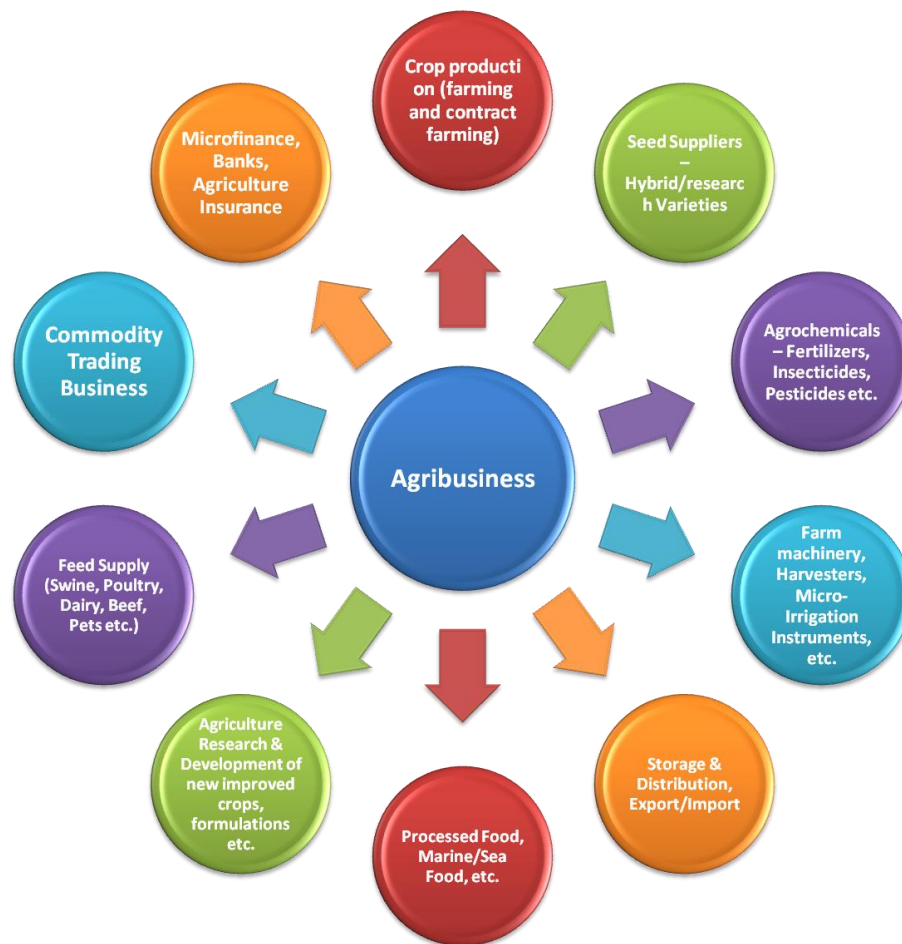 Crop producti
on (farming
and contract
farming)
Seed Suppliers
–
Hybrid/researc
h Varieties
Agrochemicals
– Fertilizers,
Insecticides,
Pesticides etc.
Farm
machinery,
Harvesters,
Micro-
Irrigation
Instruments,
etc.
Storage &
Distribution,
Export/Import
Processed Food,
Marine/Sea
Food, etc.
Agriculture
Research &
Development of
new improved
crops,
formulations
etc.
Feed Supply
(Swine, Poultry,
Dairy, Beef,
Pets etc.)
Commodity
Trading
Business
Microfinance,
Banks,
Agriculture
Insurance
Agribusiness